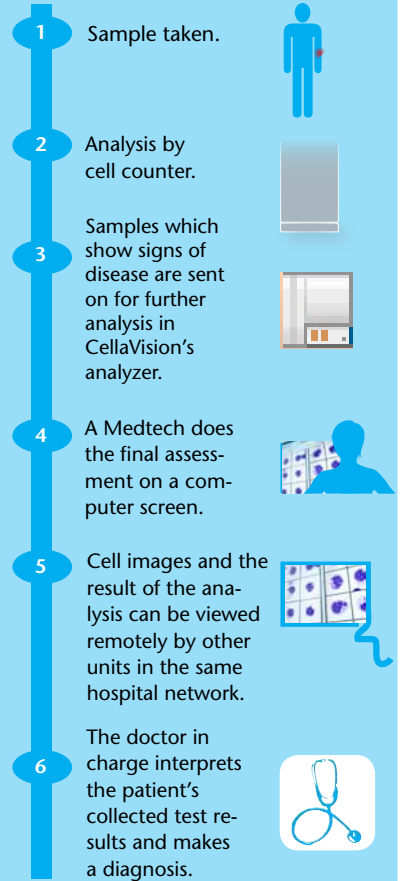 1
Sample taken.
2
Analysis by
cell counter.
3
Samples which
show signs of
disease are sent
on for further
analysis in
CellaVision’s
analyzer.
4
A Medtech does
the final assess-
ment on a com-
puter screen.
5
Cell images and the
result of the ana-
lysis can be viewed
remotely by other
units in the same
hospital network.
6
The doctor in
charge interprets
the patient’s
collected test re-
sults and makes
a diagnosis.